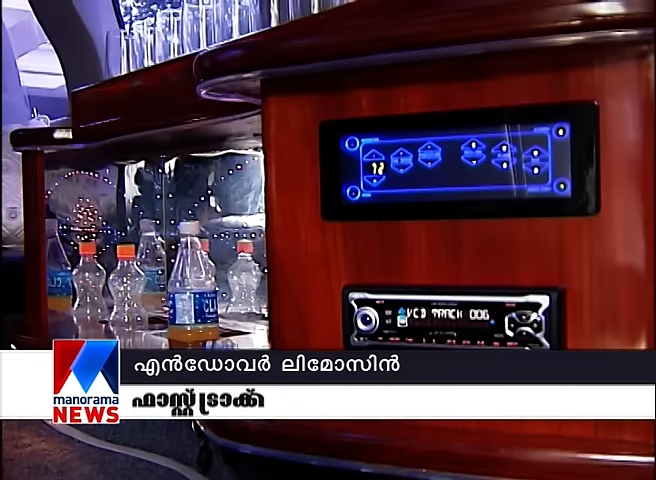 VCD TRACK 006
എൻഡോവർ ലിമോസിൻ
manorama
NEWS
ഫാസ്റ്റ് ട്രാക്ക്